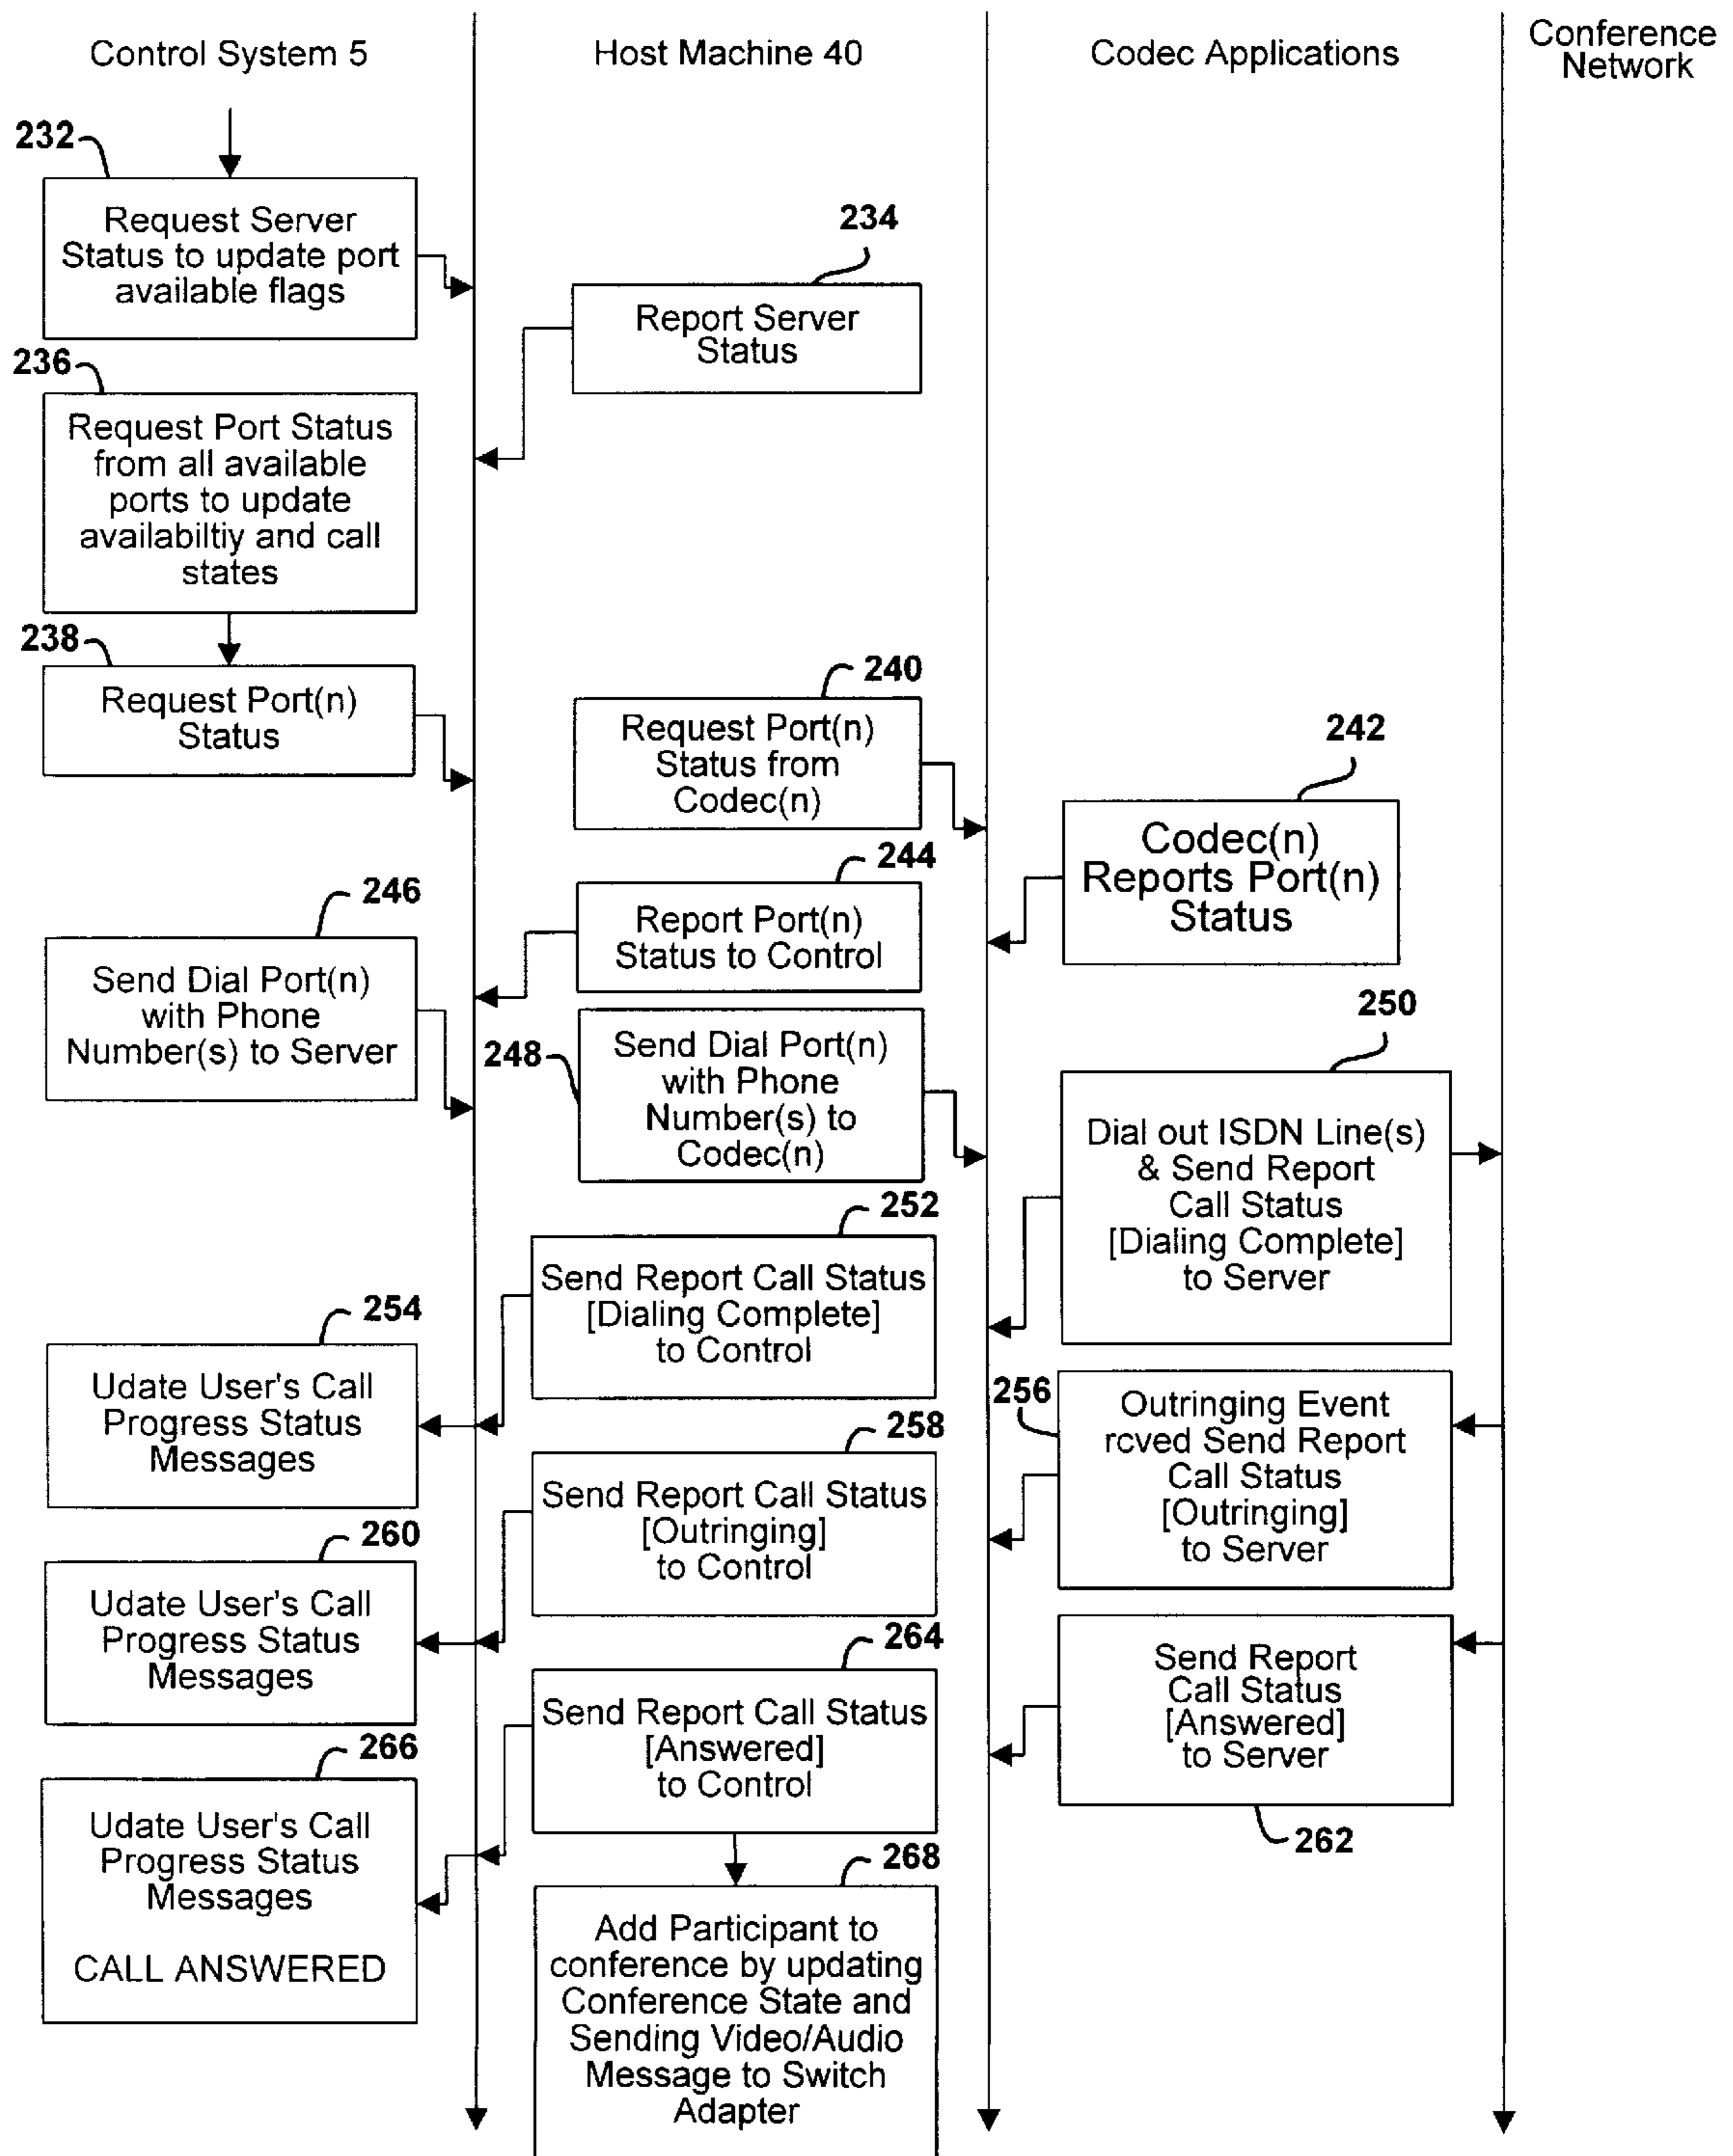 Control System 5
Host Machine 40
Codec Applications
Conference
Network
232
Request Server
Status to update port
available flags
234
Report Server
Status
236
Request Port Status
from all available
ports to update
availabiltiy and call
states
238
Request Port(n)
Status
240
Request Port(n)
Status from
Codec(n)
242
Codec(n)
Reports Port(n)
Status
244
Report Port(n)
Status to Control
246
Send Dial Port(n)
with Phone
Number(s) to Server
248
Send Dial Port(n)
with Phone
Number(s) to
Codec(n)
250
Dial out ISDN Line(s)
& Send Report
Call Status
[Dialing Complete]
to Server
252
Send Report Call Status
[Dialing Complete]
to Control
254
Udate User's Call
Progress Status
Messages
256
Outringing Event
rcved Send Report
Call Status
[Outringing]
to Server
258
Send Report Call Status
[Outringing]
to Control
260
Udate User's Call
Progress Status
Messages
262
Send Report
Call Status
[Answered]
to Server
264
Send Report Call Status
[Answered]
to Control
266
Udate User's Call
Progress Status
Messages
CALL ANSWERED
268
Add Participant to
conference by updating
Conference State and
Sending Video/Audio
Message to Switch
Adapter